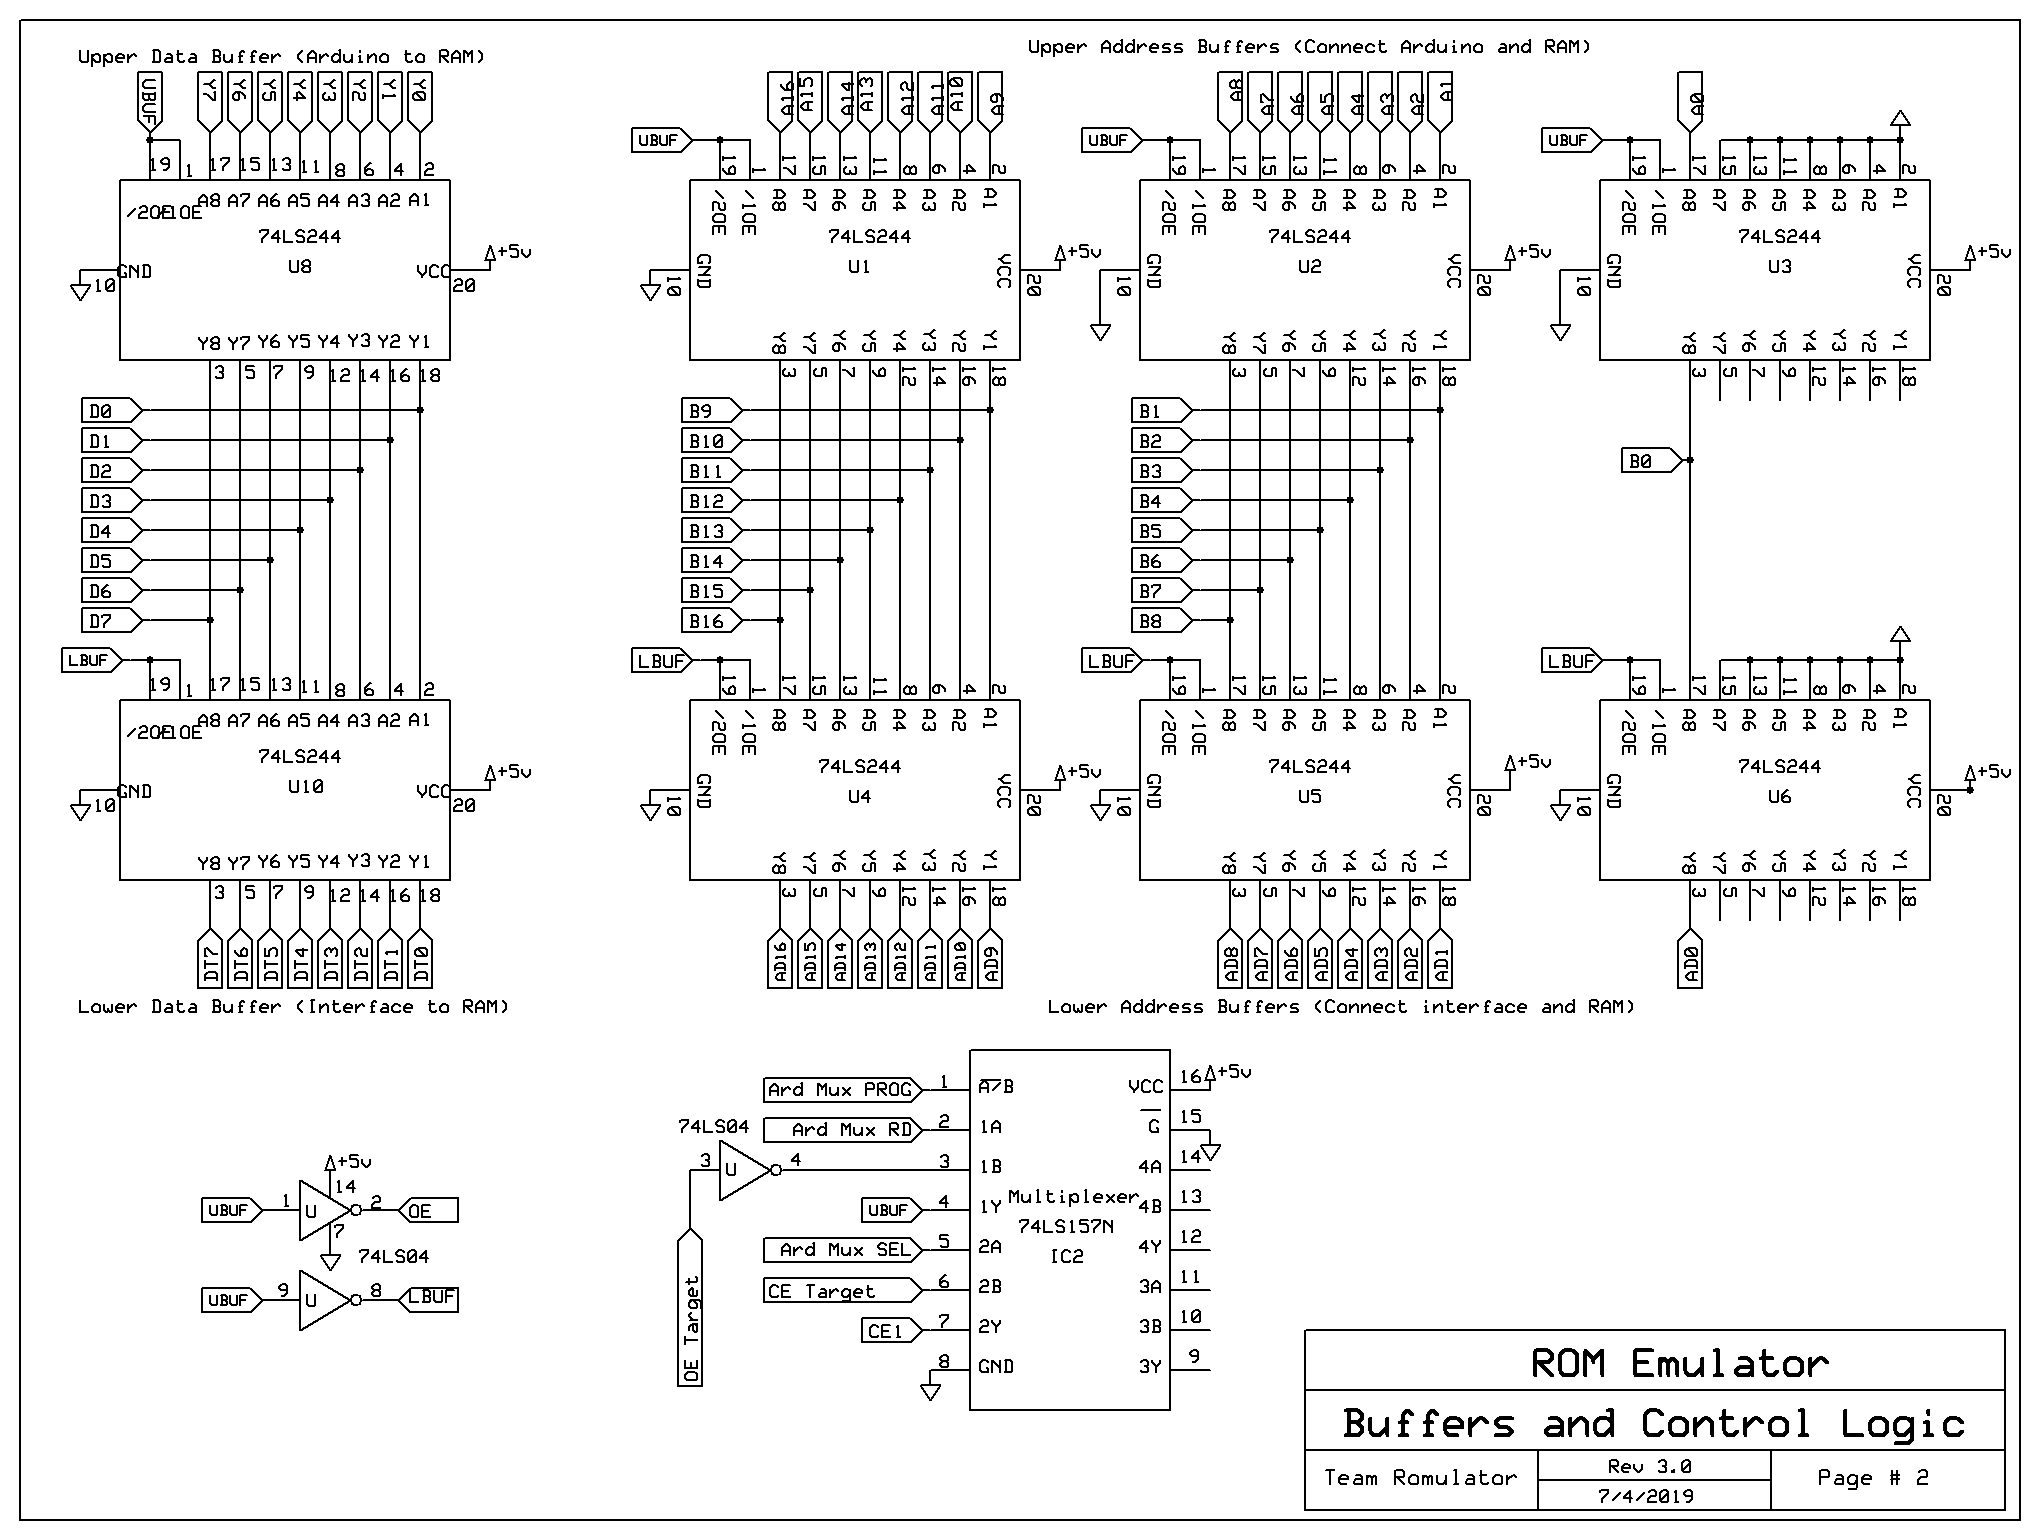 Upper Data Buffer (Arduino to RAM)
Upper Address Buffers (Connect Arduino and RAM)
UBUF Y7 Y6 Y5 Y4 Y3 Y2 Y1 Y0
A16 A15 A14 A13 A12 A11 A10 A9
A8 A7 A6 A5 A4 A3 A2 A1
A0
UBUF UBUF UBUF
19 1 17 15 13 11 8 6 4 2
19 1 17 15 13 11 8 6 4 2
19 1 17 15 13 11 8 6 4 2
19 1 17 15 13 11 8 6 4 2
/2OE /1OE A8 A7 A6 A5 A4 A3 A2 A1
/2OE /1OE A8 A7 A6 A5 A4 A3 A2 A1
/2OE /1OE A8 A7 A6 A5 A4 A3 A2 A1
/2OE /1OE A8 A7 A6 A5 A4 A3 A2 A1
74LS244 74LS244 74LS244 74LS244
U8 U1 U2 U3
GND 10 VCC 20 +5v
GND 10 VCC 20 +5v
GND 10 VCC 20 +5v
GND 10 VCC 20 +5v
Y8 Y7 Y6 Y5 Y4 Y3 Y2 Y1
Y8 Y7 Y6 Y5 Y4 Y3 Y2 Y1
Y8 Y7 Y6 Y5 Y4 Y3 Y2 Y1
Y8 Y7 Y6 Y5 Y4 Y3 Y2 Y1
3 5 7 9 12 14 16 18
3 5 7 9 12 14 16 18
3 5 7 9 12 14 16 18
3 5 7 9 12 14 16 18
D0 B9 B1
D1 B10 B2
D2 B11 B3
B0
D3 B12 B4
D4 B13 B5
D5 B14 B6
D6 B15 B7
D7 B16 B8
LBUF LBUF LBUF LBUF
19 1 17 15 13 11 8 6 4 2
19 1 17 15 13 11 8 6 4 2
19 1 17 15 13 11 8 6 4 2
19 1 17 15 13 11 8 6 4 2
/2OE /1OE A8 A7 A6 A5 A4 A3 A2 A1
/2OE /1OE A8 A7 A6 A5 A4 A3 A2 A1
/2OE /1OE A8 A7 A6 A5 A4 A3 A2 A1
/2OE /1OE A8 A7 A6 A5 A4 A3 A2 A1
74LS244 74LS244 74LS244 74LS244
U10 U4 U5 U6
GND 10 VCC 20 +5v
GND 10 VCC 20 +5v
GND 10 VCC 20 +5v
GND 10 VCC 20 +5v
Y8 Y7 Y6 Y5 Y4 Y3 Y2 Y1
Y8 Y7 Y6 Y5 Y4 Y3 Y2 Y1
Y8 Y7 Y6 Y5 Y4 Y3 Y2 Y1
Y8 Y7 Y6 Y5 Y4 Y3 Y2 Y1
3 5 7 9 12 14 16 18
3 5 7 9 12 14 16 18
3 5 7 9 12 14 16 18
3 5 7 9 12 14 16 18
DT7 DT6 DT5 DT4 DT3 DT2 DT1 DT0
AD16 AD15 AD14 AD13 AD12 AD11 AD10 AD9
AD8 AD7 AD6 AD5 AD4 AD3 AD2 AD1
AD0
Lower Data Buffer (Interface to RAM)
Lower Address Buffers (Connect interface and RAM)
Ard Mux PROG 1 A/B VCC 16 +5v
Ard Mux RD 2 1A G 15
74LS04
3 U 4 3 1B 4A 14
OE Target
UBUF 4 1Y 4B 13
Multiplexer
74LS157N
IC2
Ard Mux SEL 5 2A 4Y 12
CE Target 6 2B 3A 11
CE1 7 2Y 3B 10
8 GND 3Y 9
+5v
14
UBUF 1 U 2 OE
7
74LS04
UBUF 9 U 8 LBUF
ROM Emulator
Buffers and Control Logic
Team Romulator
Rev 3.0
7/4/2019
Page # 2